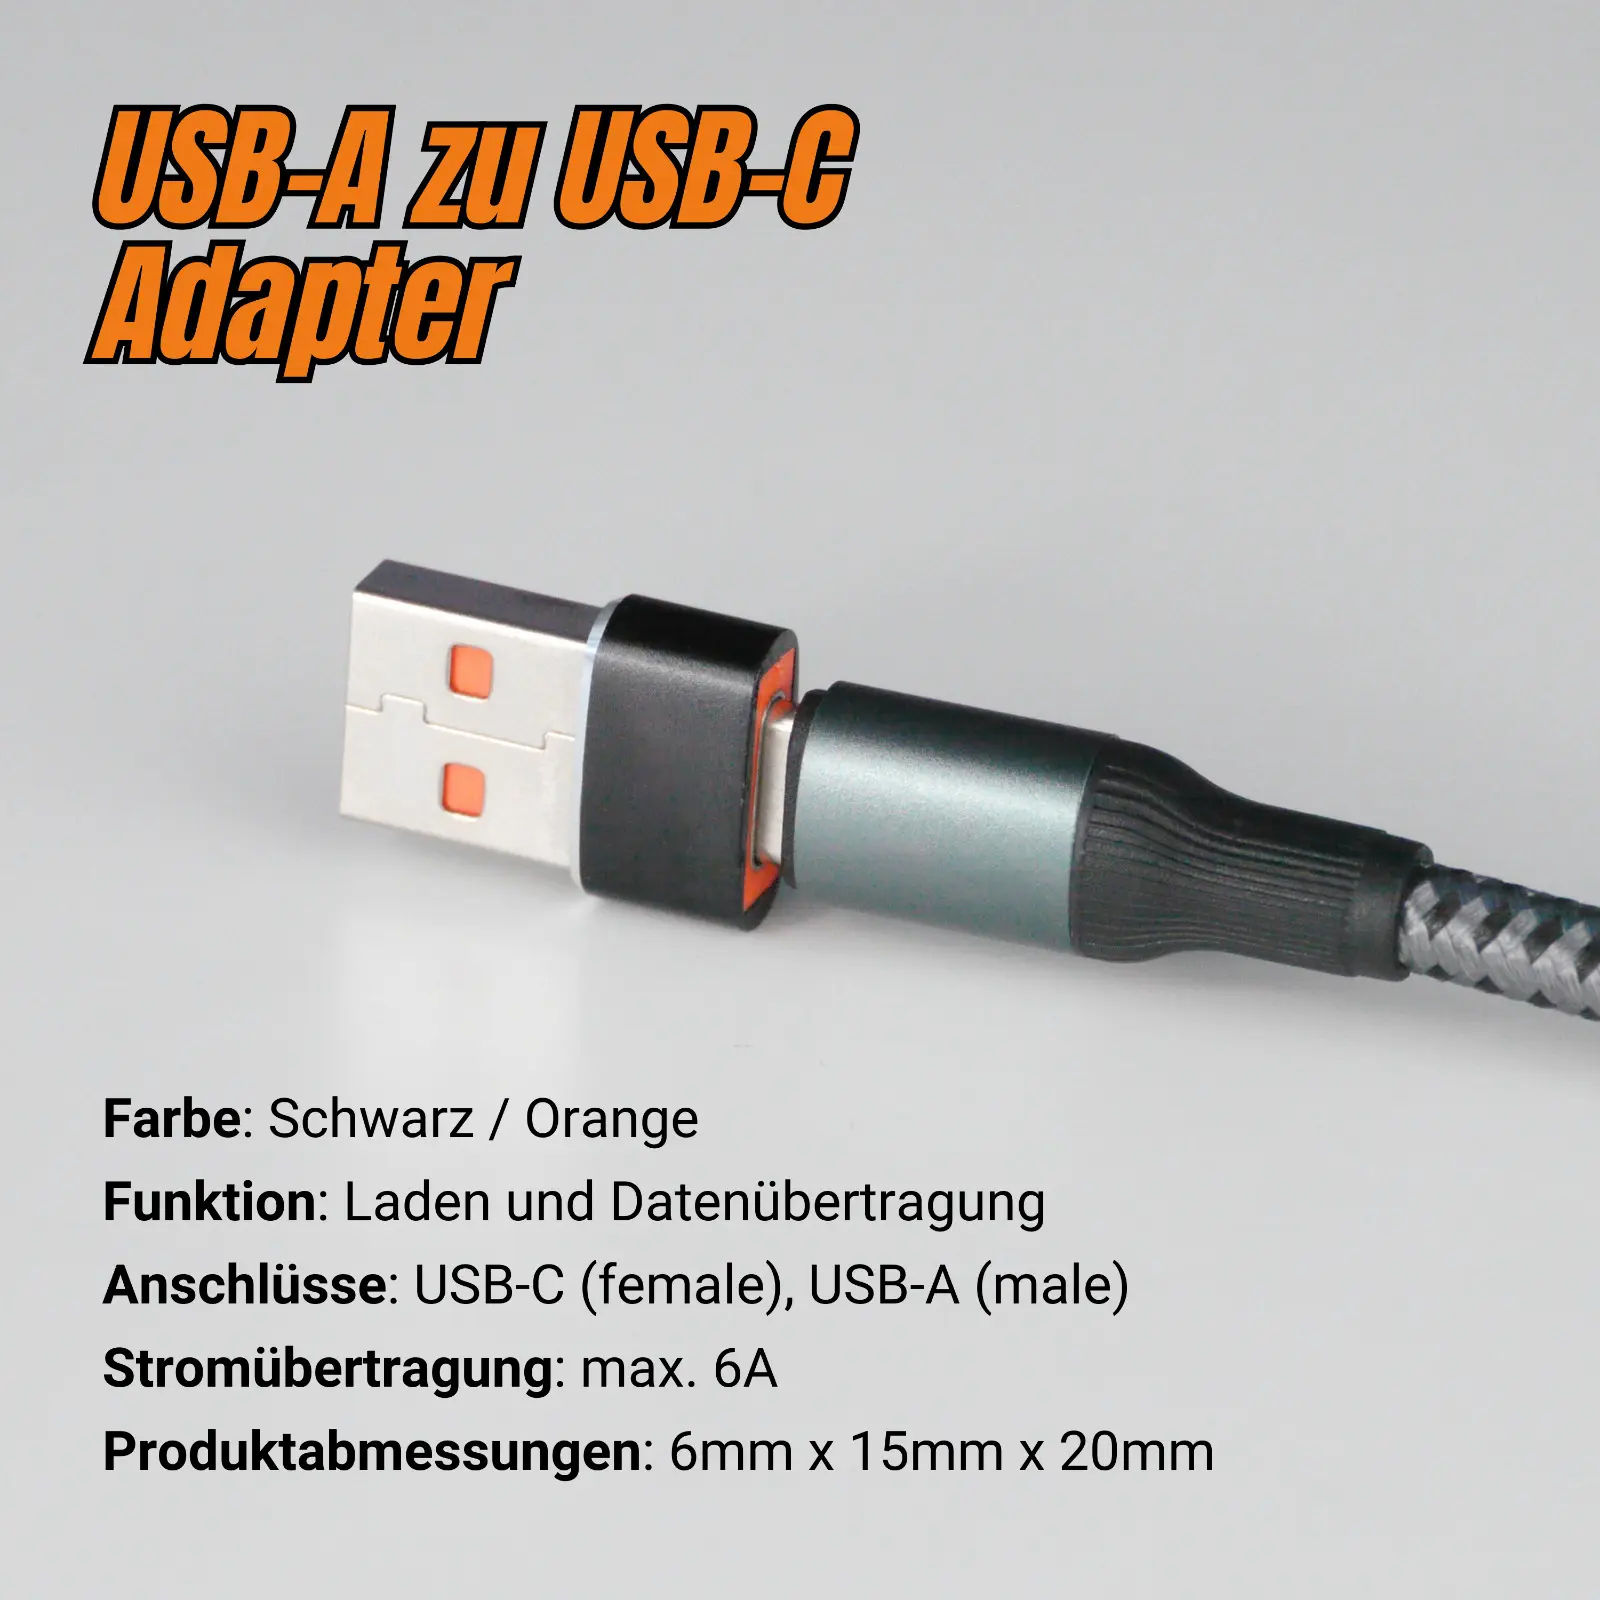 USB-A zu USB-C
Adapter
Farbe: Schwarz / Orange
Funktion: Laden und Datenübertragung
Anschlüsse: USB-C (female), USB-A (male)
Stromübertragung: max. 6A
Produktabmessungen: 6mm x 15mm x 20mm